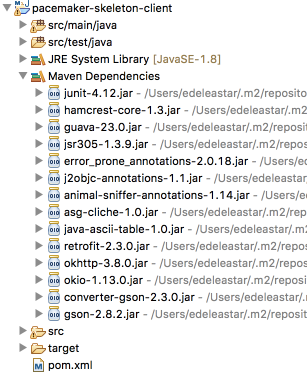 pacemaker-skeleton-client
src/main/java
src/test/java
JRE System Library [JavaSE-1.8]
Maven Dependencies
junit-4.12.jar - /Users/edeleastar/.m2/reposito
hamcrest-core-1.3.jar - /Users/edeleastar/.m2
guava-23.0.jar - /Users/edeleastar/.m2/reposit
jsr305-1.3.9.jar - /Users/edeleastar/.m2/repos
error_prone_annotations-2.0.18.jar - /Users/ed
j2objc-annotations-1.1.jar - /Users/edeleastar/
animal-sniffer-annotations-1.14.jar - /Users/ed
asg-cliche-1.0.jar - /Users/edeleastar/.m2/rep
java-ascii-table-1.0.jar - /Users/edeleastar/.m
retrofit-2.3.0.jar - /Users/edeleastar/.m2/repo
okhttp-3.8.0.jar - /Users/edeleastar/.m2/repo
okio-1.13.0.jar - /Users/edeleastar/.m2/reposi
converter-gson-2.3.0.jar - /Users/edeleastar/.
gson-2.8.2.jar - /Users/edeleastar/.m2/reposit
src
target
pom.xml